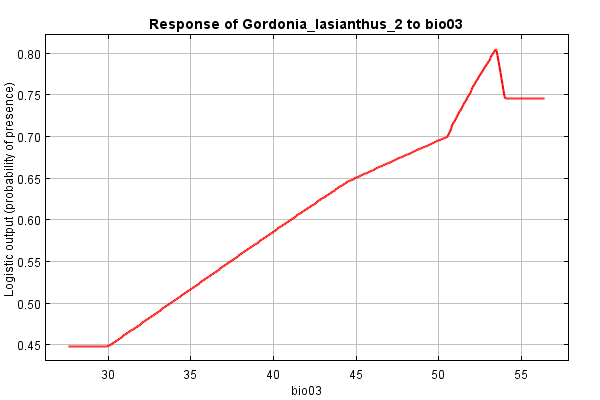 Response of Gordonia_lasianthus_2 to bio03
Logistic output (probability of presence)
0.80
0.75
0.70
0.65
0.60
0.55
0.50
0.45
30 35 40 45 50 55
bio03